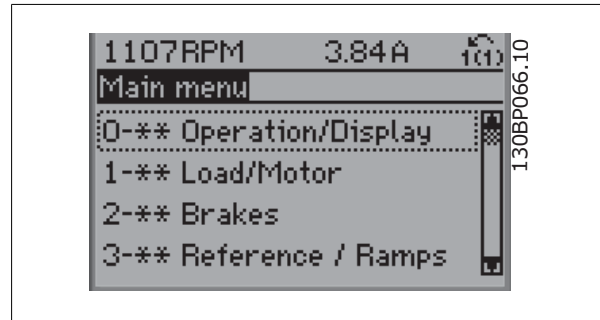 1107RPM 3.84 A 1(1)
Main menu
0-** Operation/Display
1-** Load/Motor
2-** Brakes
3-** Reference / Ramps
130BP066.10